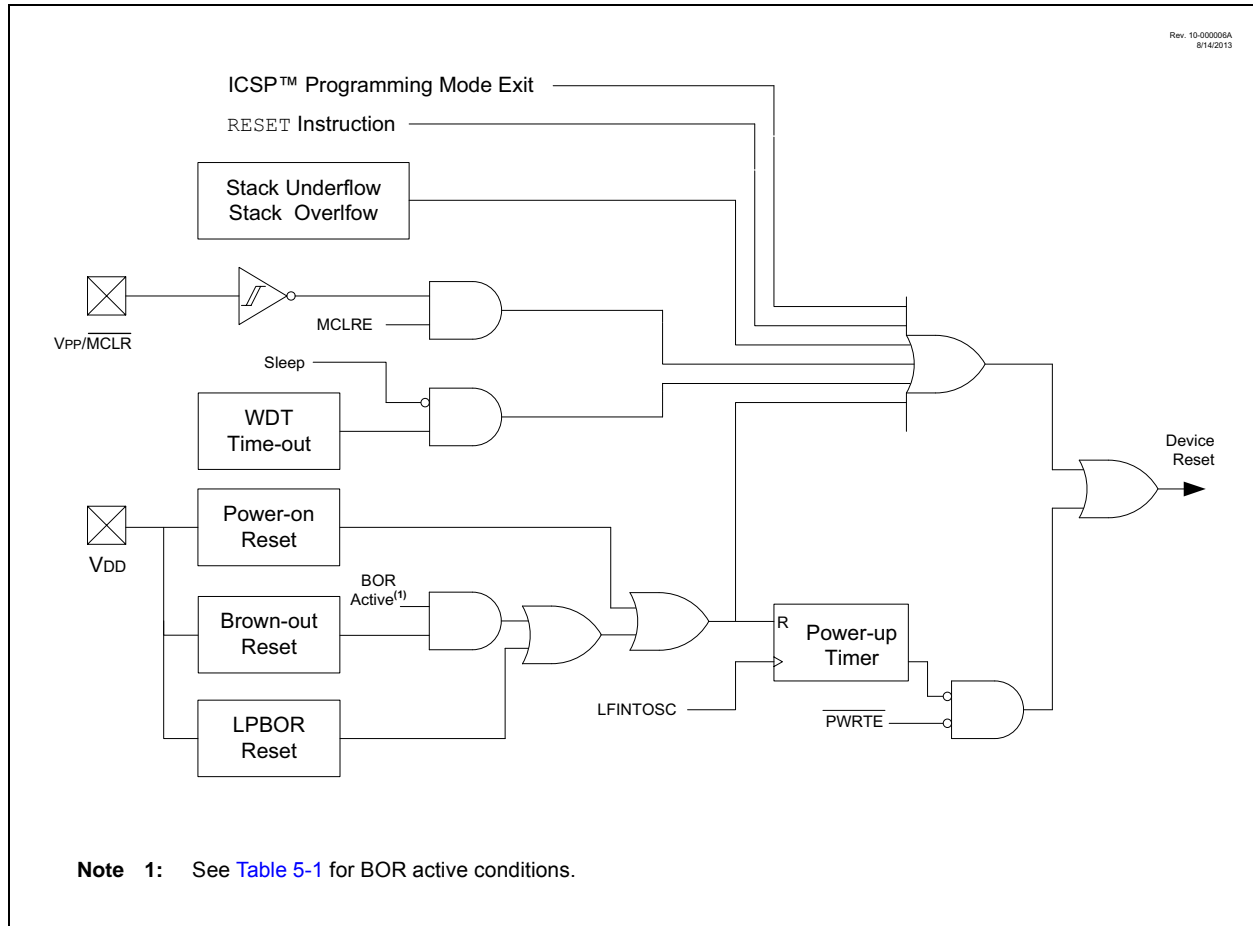 Rev. 10-000006A
8/14/2013
ICSP™ Programming Mode Exit
RESET Instruction
Stack Underflow
Stack Overlfow
VPP/MCLR
MCLRE
Sleep
WDT
Time-out
Device
Reset
Power-on
Reset
VDD
BOR
Active(1)
Brown-out
Reset
R
Power-up
Timer
LFINTOSC
PWRTE
LPBOR
Reset
Note 1: See Table 5-1 for BOR active conditions.